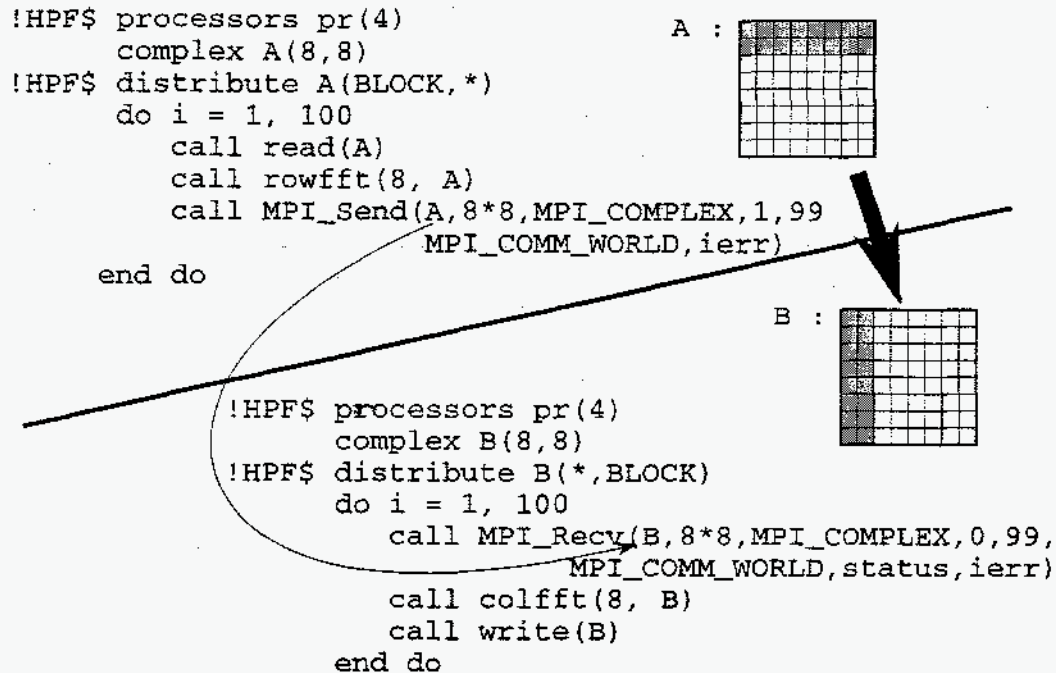 !HPF$ processors pr(4)
complex A(8,8)
!HPF$ distribute A(BLOCK,*)
do i = 1, 100
call read(A)
call rowfft(8, A)
call MPI_Send(A,8*8,MPI_COMPLEX,1,99
MPI_COMM_WORLD,ierr)
end do
A :
B :
!HPF$ processors pr(4)
complex B(8,8)
!HPF$ distribute B(*,BLOCK)
do i = 1, 100
call MPI_Recv(B,8*8,MPI_COMPLEX,0,99,
MPI_COMM_WORLD,status,ierr)
call colfft(8, B)
call write(B)
end do